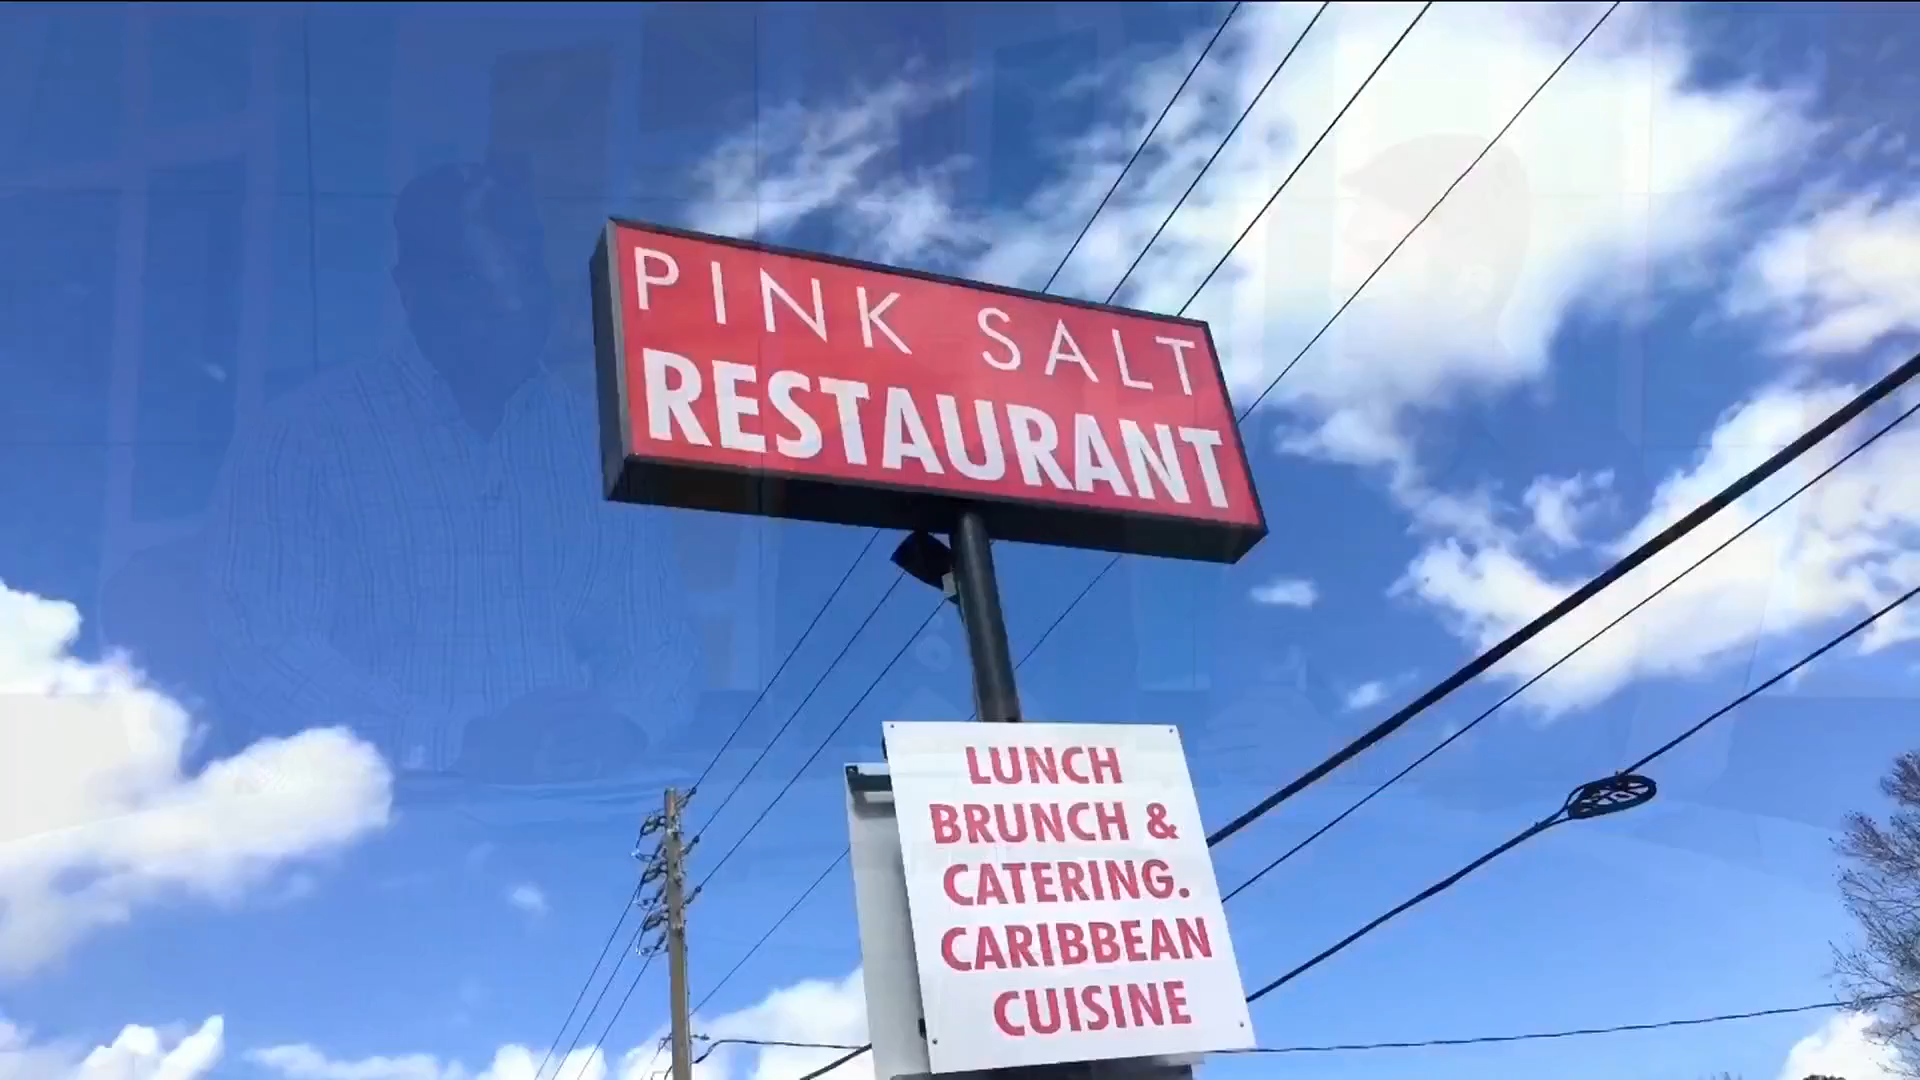 PINK SALT
RESTAURANT
LUNCH
BRUNCH &
CATERING.
CARIBBEAN
CUISINE